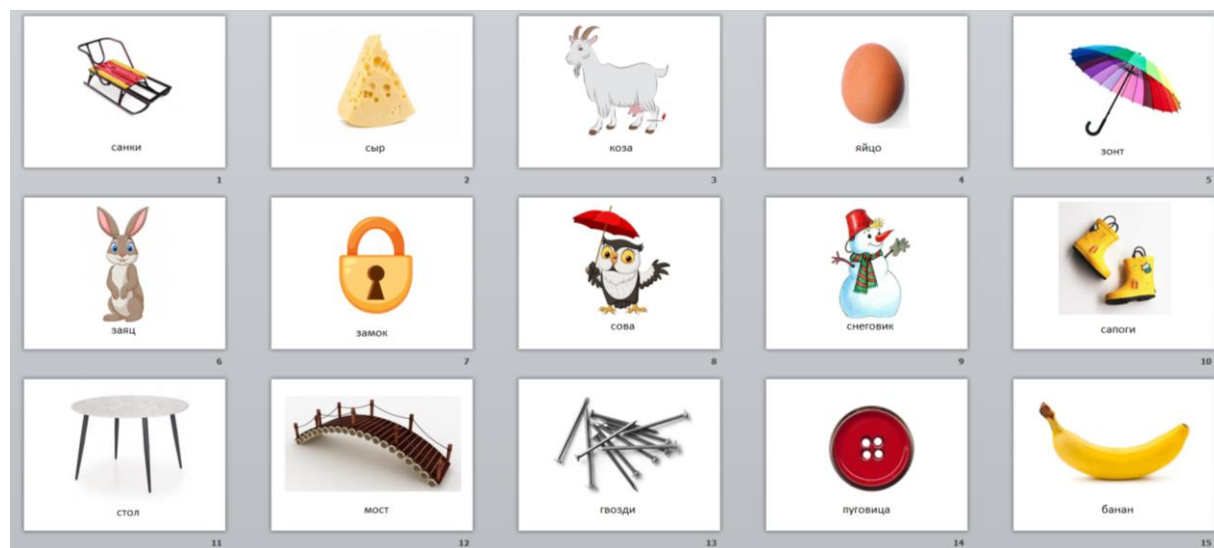 санки
1
сыр
2
коза
3
яйцо
4
зонт
5
заяц
6
замок
7
сова
8
снеговик
9
сапоги
10
стол
11
мост
12
гвозди
13
пуговица
14
банан
15